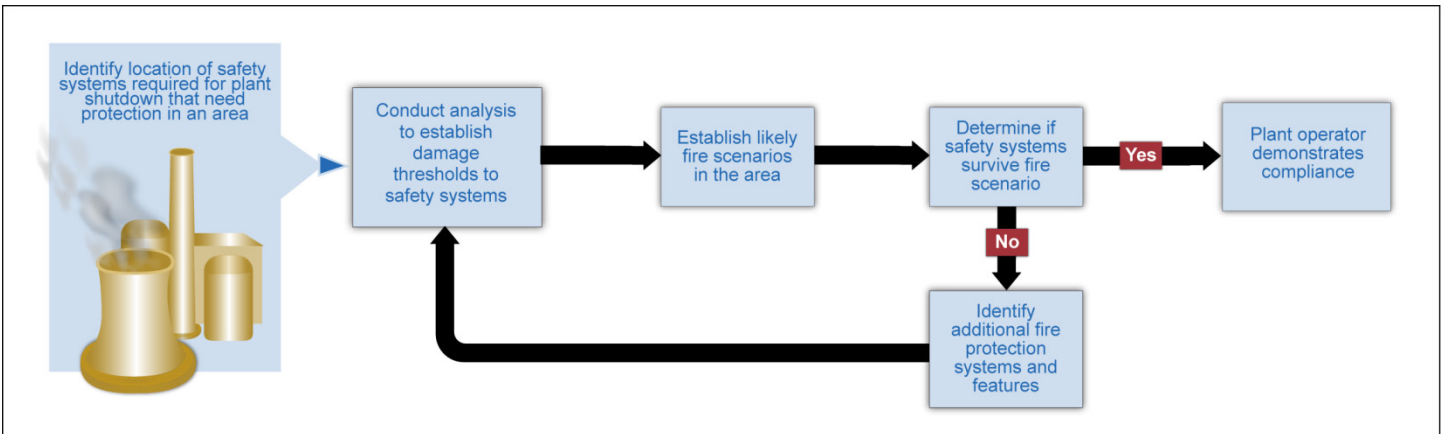 Identify location of safety
systems required for plant
shutdown that need
protection in an area
Conduct analysis
to establish
damage
thresholds to
safety systems
Establish likely
fire scenarios
in the area
Determine if
safety systems
survive fire
scenario
Yes
Plant operator
demonstrates
compliance
No
Identify
additional fire
protection
systems and
features